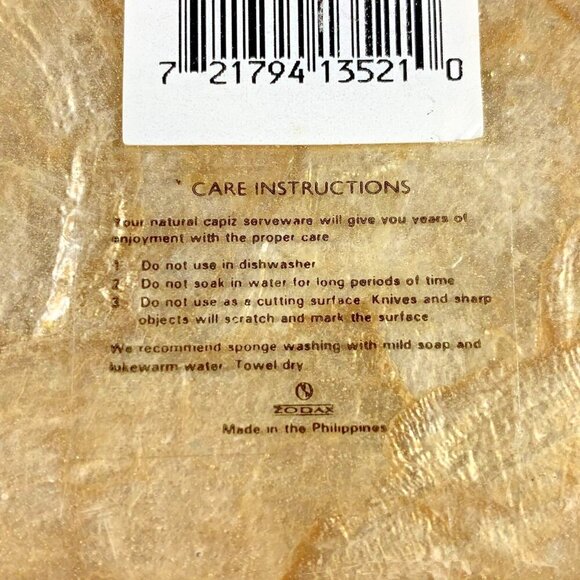 7 21794 13521 0
CARE INSTRUCTIONS
Your natural capiz serveware will give you years of
enjoyment with the proper care
1 Do not use in dishwasher
2 Do not soak in water for long periods of time
3 Do not use as a cutting surface. Knives and sharp
objects will scratch and mark the surface
We recommend sponge washing with mild soap and
lukewarm water. Towel dry
ZODAX
Made in the Philippines